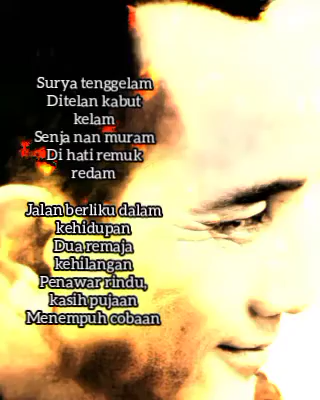 Surya tenggelam
Ditelan kabut
kelam
Senja nan muram
Di hati remuk
redam
Jalan berliku dalam
kehidupan
Dua remaja
kehilangan
Penawar rindu,
kasih pujaan
Menempuh cobaan